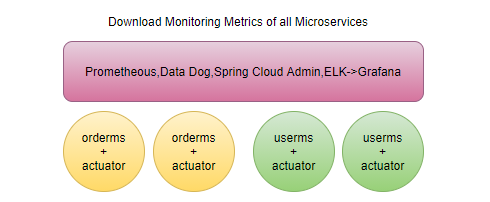 Download Monitoring Metrics of all Microservices
Prometheous,Data Dog,Spring Cloud Admin,ELK->Grafana
orderms
+
actuator
orderms
+
actuator
userms
+
actuator
userms
+
actuator